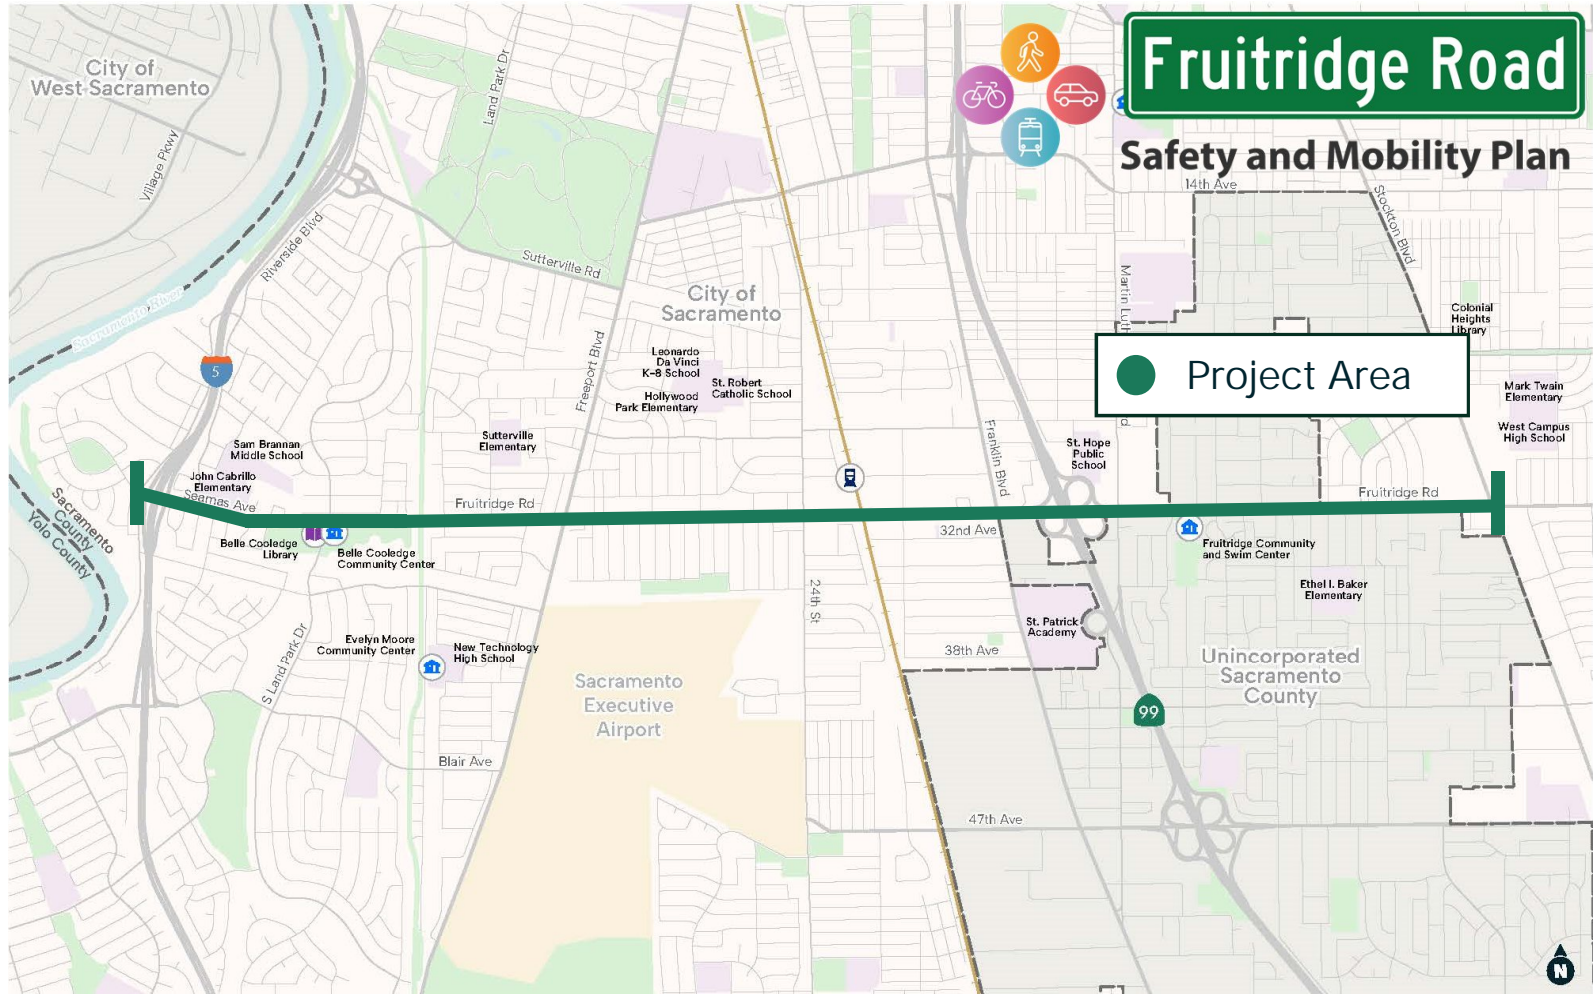 Fruitridge Road
Safety and Mobility Plan
City of
West Sacramento
Village Pkwy
Land Park Dr
14th Ave
Stockton Blvd
Riverside Blvd
Sutterville Rd
Sacramento River
City of
Sacramento
Martin Luth
Colonial
Heights
Library
5
Freeport Blvd
Leonardo
Da Vinci
K-8 School
St. Robert
Catholic School
Hollywood
Park Elementary
Project Area
Mark Twain
Elementary
West Campus
High School
Sutterville
Elementary
Sam Brannan
Middle School
John Cabrillo
Elementary
Seamas Ave
Franklin Blvd
St. Hope
Public
School
Fruitridge Rd
Fruitridge Rd
Sacramento
County
Yolo County
Belle Cooledge
Library
Belle Cooledge
Community Center
32nd Ave
Fruitridge Community
and Swim Center
Ethel I. Baker
Elementary
24th St
St. Patrick
Academy
38th Ave
S Land Park Dr
Evelyn Moore
Community Center
New Technology
High School
Sacramento
Executive
Airport
Unincorporated
Sacramento
County
99
Blair Ave
47th Ave
N